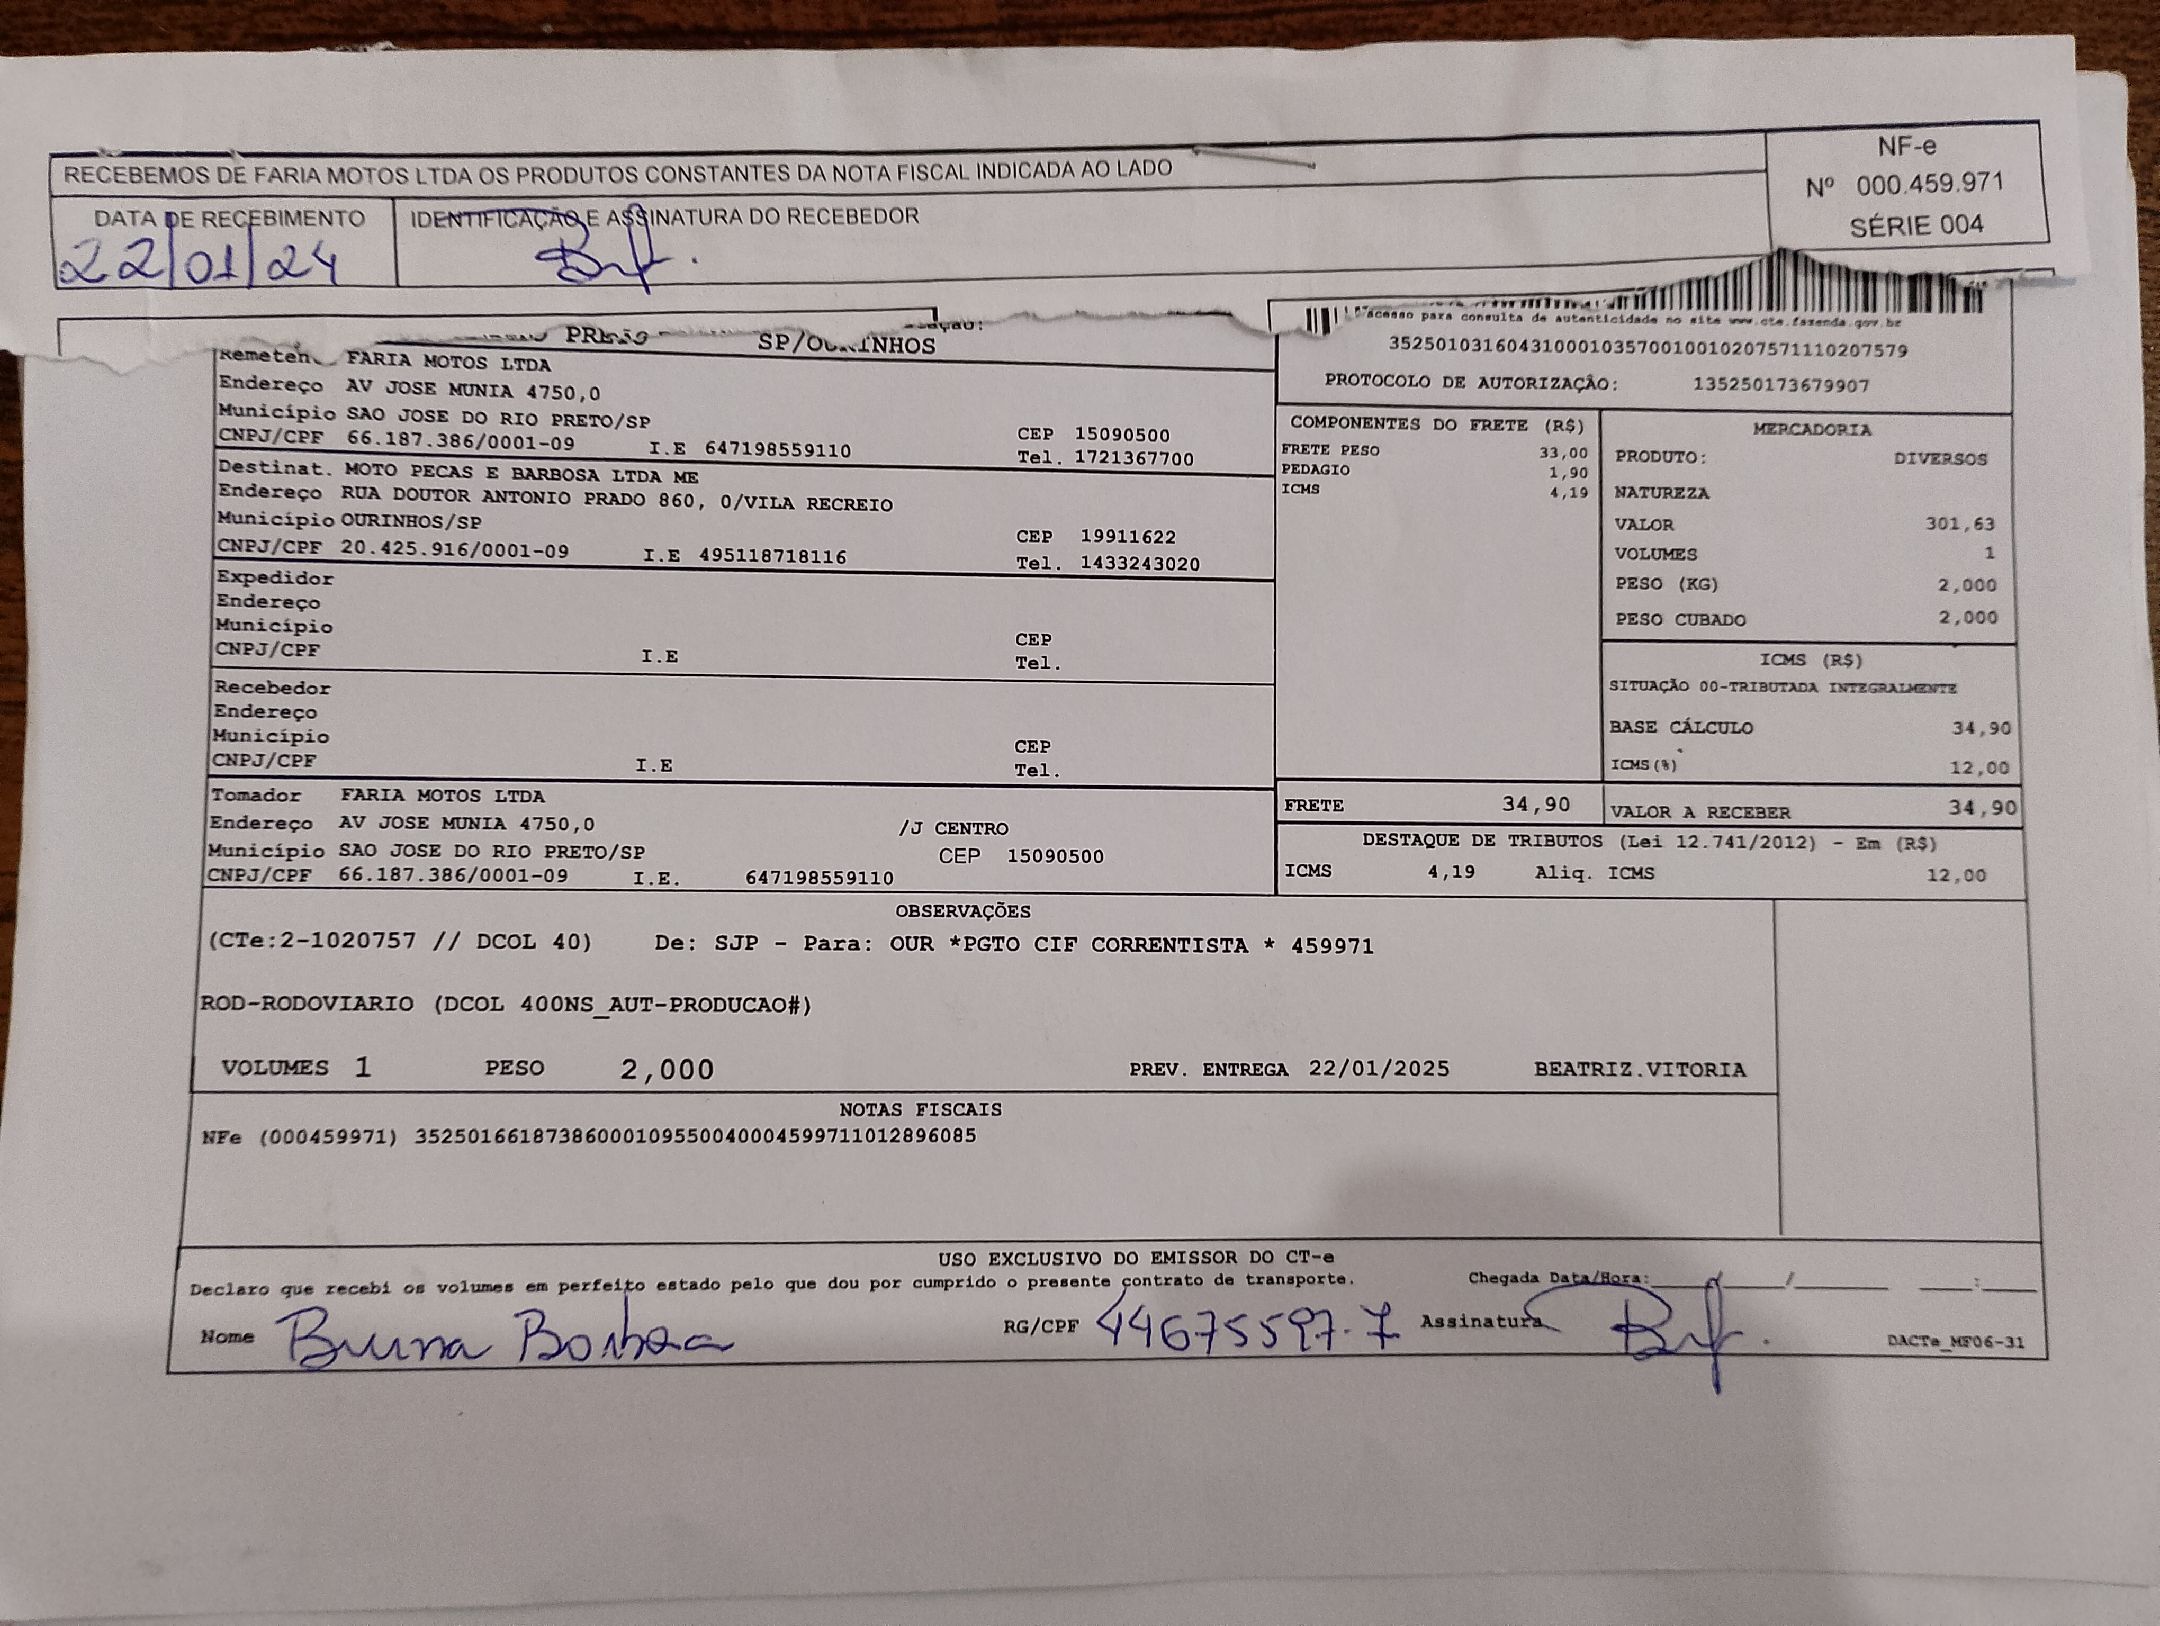 RECEBEMOS DE FARIA MOTOS LTDA OS PRODUTOS CONSTANTES DA NOTA FISCAL INDICADA AO LADO
NF-e
Nº 000.459.971
SÉRIE 004
DATA DE RECEBIMENTO
22/01/24
IDENTIFICAÇÃO E ASSINATURA DO RECEBEDOR
SP/OURINHOS
acesso para consulta de autenticidade no site www.cte.fazenda.gov.br
35250103160431000103570010010207571110207579
PROTOCOLO DE AUTORIZAÇÃO: 135250173679907
FARIA MOTOS LTDA
Endereço AV JOSE MUNIA 4750,0
Município SAO JOSE DO RIO PRETO/SP
CEP 15090500
CNPJ/CPF 66.187.386/0001-09 I.E 647198559110
Tel. 1721367700
Destinat. MOTO PECAS E BARBOSA LTDA ME
Endereço RUA DOUTOR ANTONIO PRADO 860, 0/VILA RECREIO
Município OURINHOS/SP
CEP 19911622
CNPJ/CPF 20.425.916/0001-09 I.E 495118718116
Tel. 1433243020
Expedidor
Endereço
Município
CEP
CNPJ/CPF I.E
Tel.
Recebedor
Endereço
Município
CEP
CNPJ/CPF I.E
Tel.
Tomador FARIA MOTOS LTDA
Endereço AV JOSE MUNIA 4750,0 /J CENTRO
Município SAO JOSE DO RIO PRETO/SP CEP 15090500
CNPJ/CPF 66.187.386/0001-09 I.E. 647198559110
COMPONENTES DO FRETE (R$)
FRETE PESO 33,00
PEDAGIO 1,90
ICMS 4,19
MERCADORIA
PRODUTO: DIVERSOS
NATUREZA
VALOR 301,63
VOLUMES 1
PESO (KG) 2,000
PESO CUBADO 2,000
ICMS (R$)
SITUAÇÃO 00-TRIBUTADA INTEGRALMENTE
BASE CÁLCULO 34,90
ICMS(%) 12,00
FRETE 34,90
VALOR A RECEBER 34,90
DESTAQUE DE TRIBUTOS (Lei 12.741/2012) - Em (R$)
ICMS 4,19 Aliq. ICMS 12,00
OBSERVAÇÕES
(CTe:2-1020757 // DCOL 40) De: SJP - Para: OUR *PGTO CIF CORRENTISTA * 459971
ROD-RODOVIARIO (DCOL 400NS_AUT-PRODUCAO#)
VOLUMES 1 PESO 2,000 PREV. ENTREGA 22/01/2025 BEATRIZ.VITORIA
NOTAS FISCAIS
NFe (000459971) 35250166187386000109550040004599711012896085
USO EXCLUSIVO DO EMISSOR DO CT-e
Declaro que recebi os volumes em perfeito estado pelo que dou por cumprido o presente contrato de transporte. Chegada Data/Hora: / / :
Nome Bruna Barbosa RG/CPF 44675597-7 Assinatura
DACTe_MF06-31